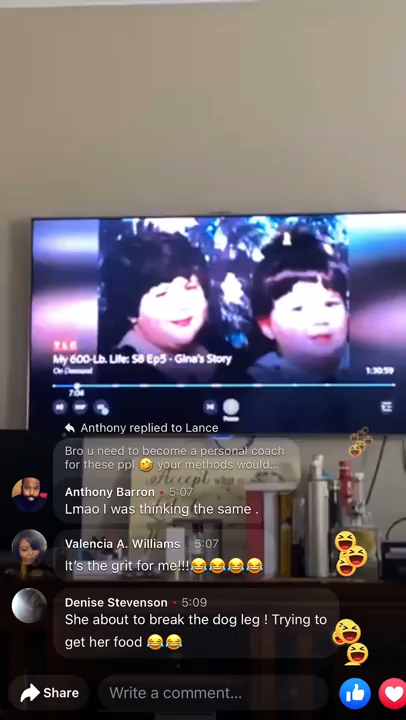 TLC
My 600-Lb. Life: S8 Ep5 - Gina's Story
On Demand
1:30:59
7:04
Pause
Anthony replied to Lance
Bro u need to become a personal coach
for these ppl 🤣 your methods would...
Anthony Barron • 5:07
Lmao I was thinking the same .
Valencia A. Williams • 5:07
It's the grit for me!!!😂😂😂😂
Denise Stevenson • 5:09
She about to break the dog leg ! Trying to
get her food 😂😂
Share
Write a comment...